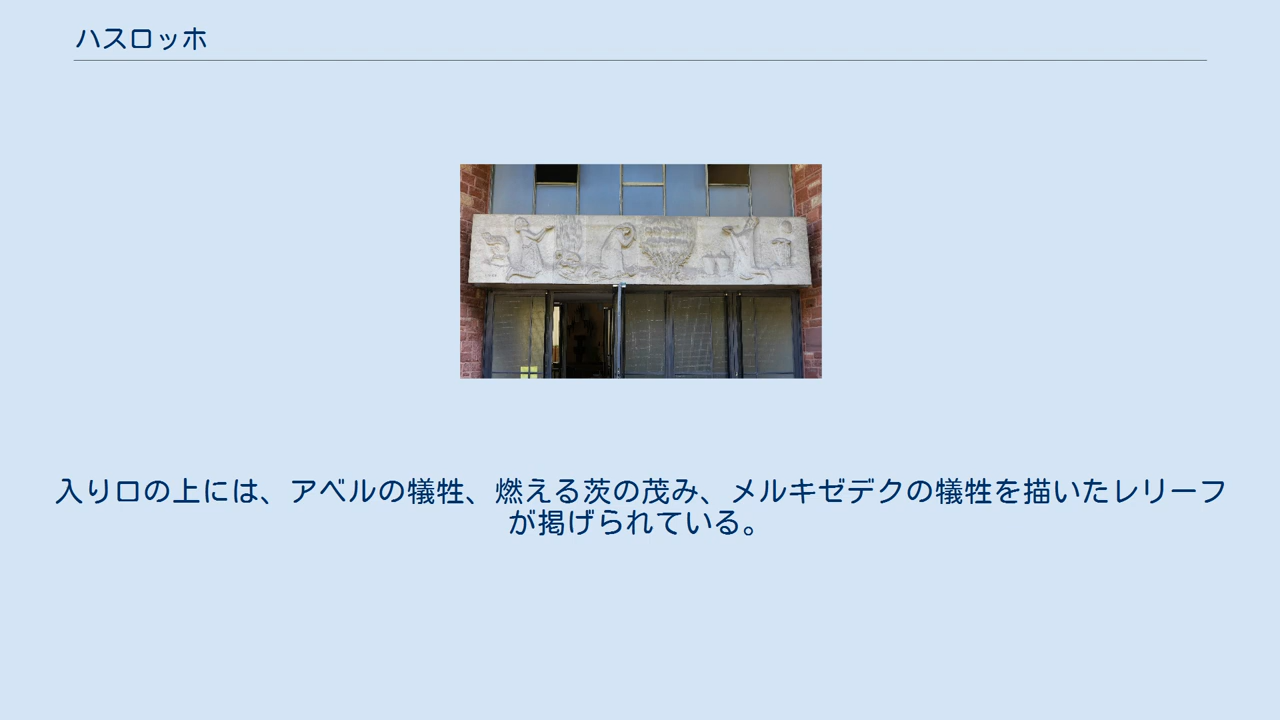 ハスロッホ
入り口の上には、アベルの犠牲、燃える茨の茂み、メルキゼデクの犠牲を描いたレリーフ
が掲げられている。